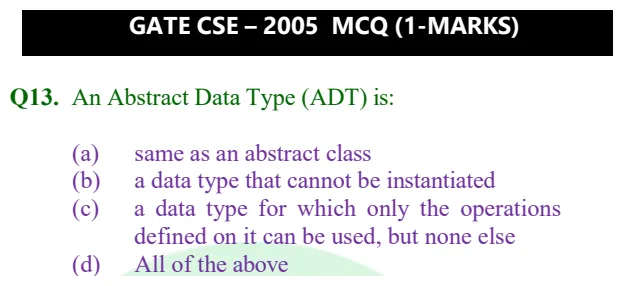 GATE CSE – 2005 MCQ (1-MARKS)
Q13. An Abstract Data Type (ADT) is:
(a) same as an abstract class
(b) a data type that cannot be instantiated
(c) a data type for which only the operations
defined on it can be used, but none else
(d) All of the above